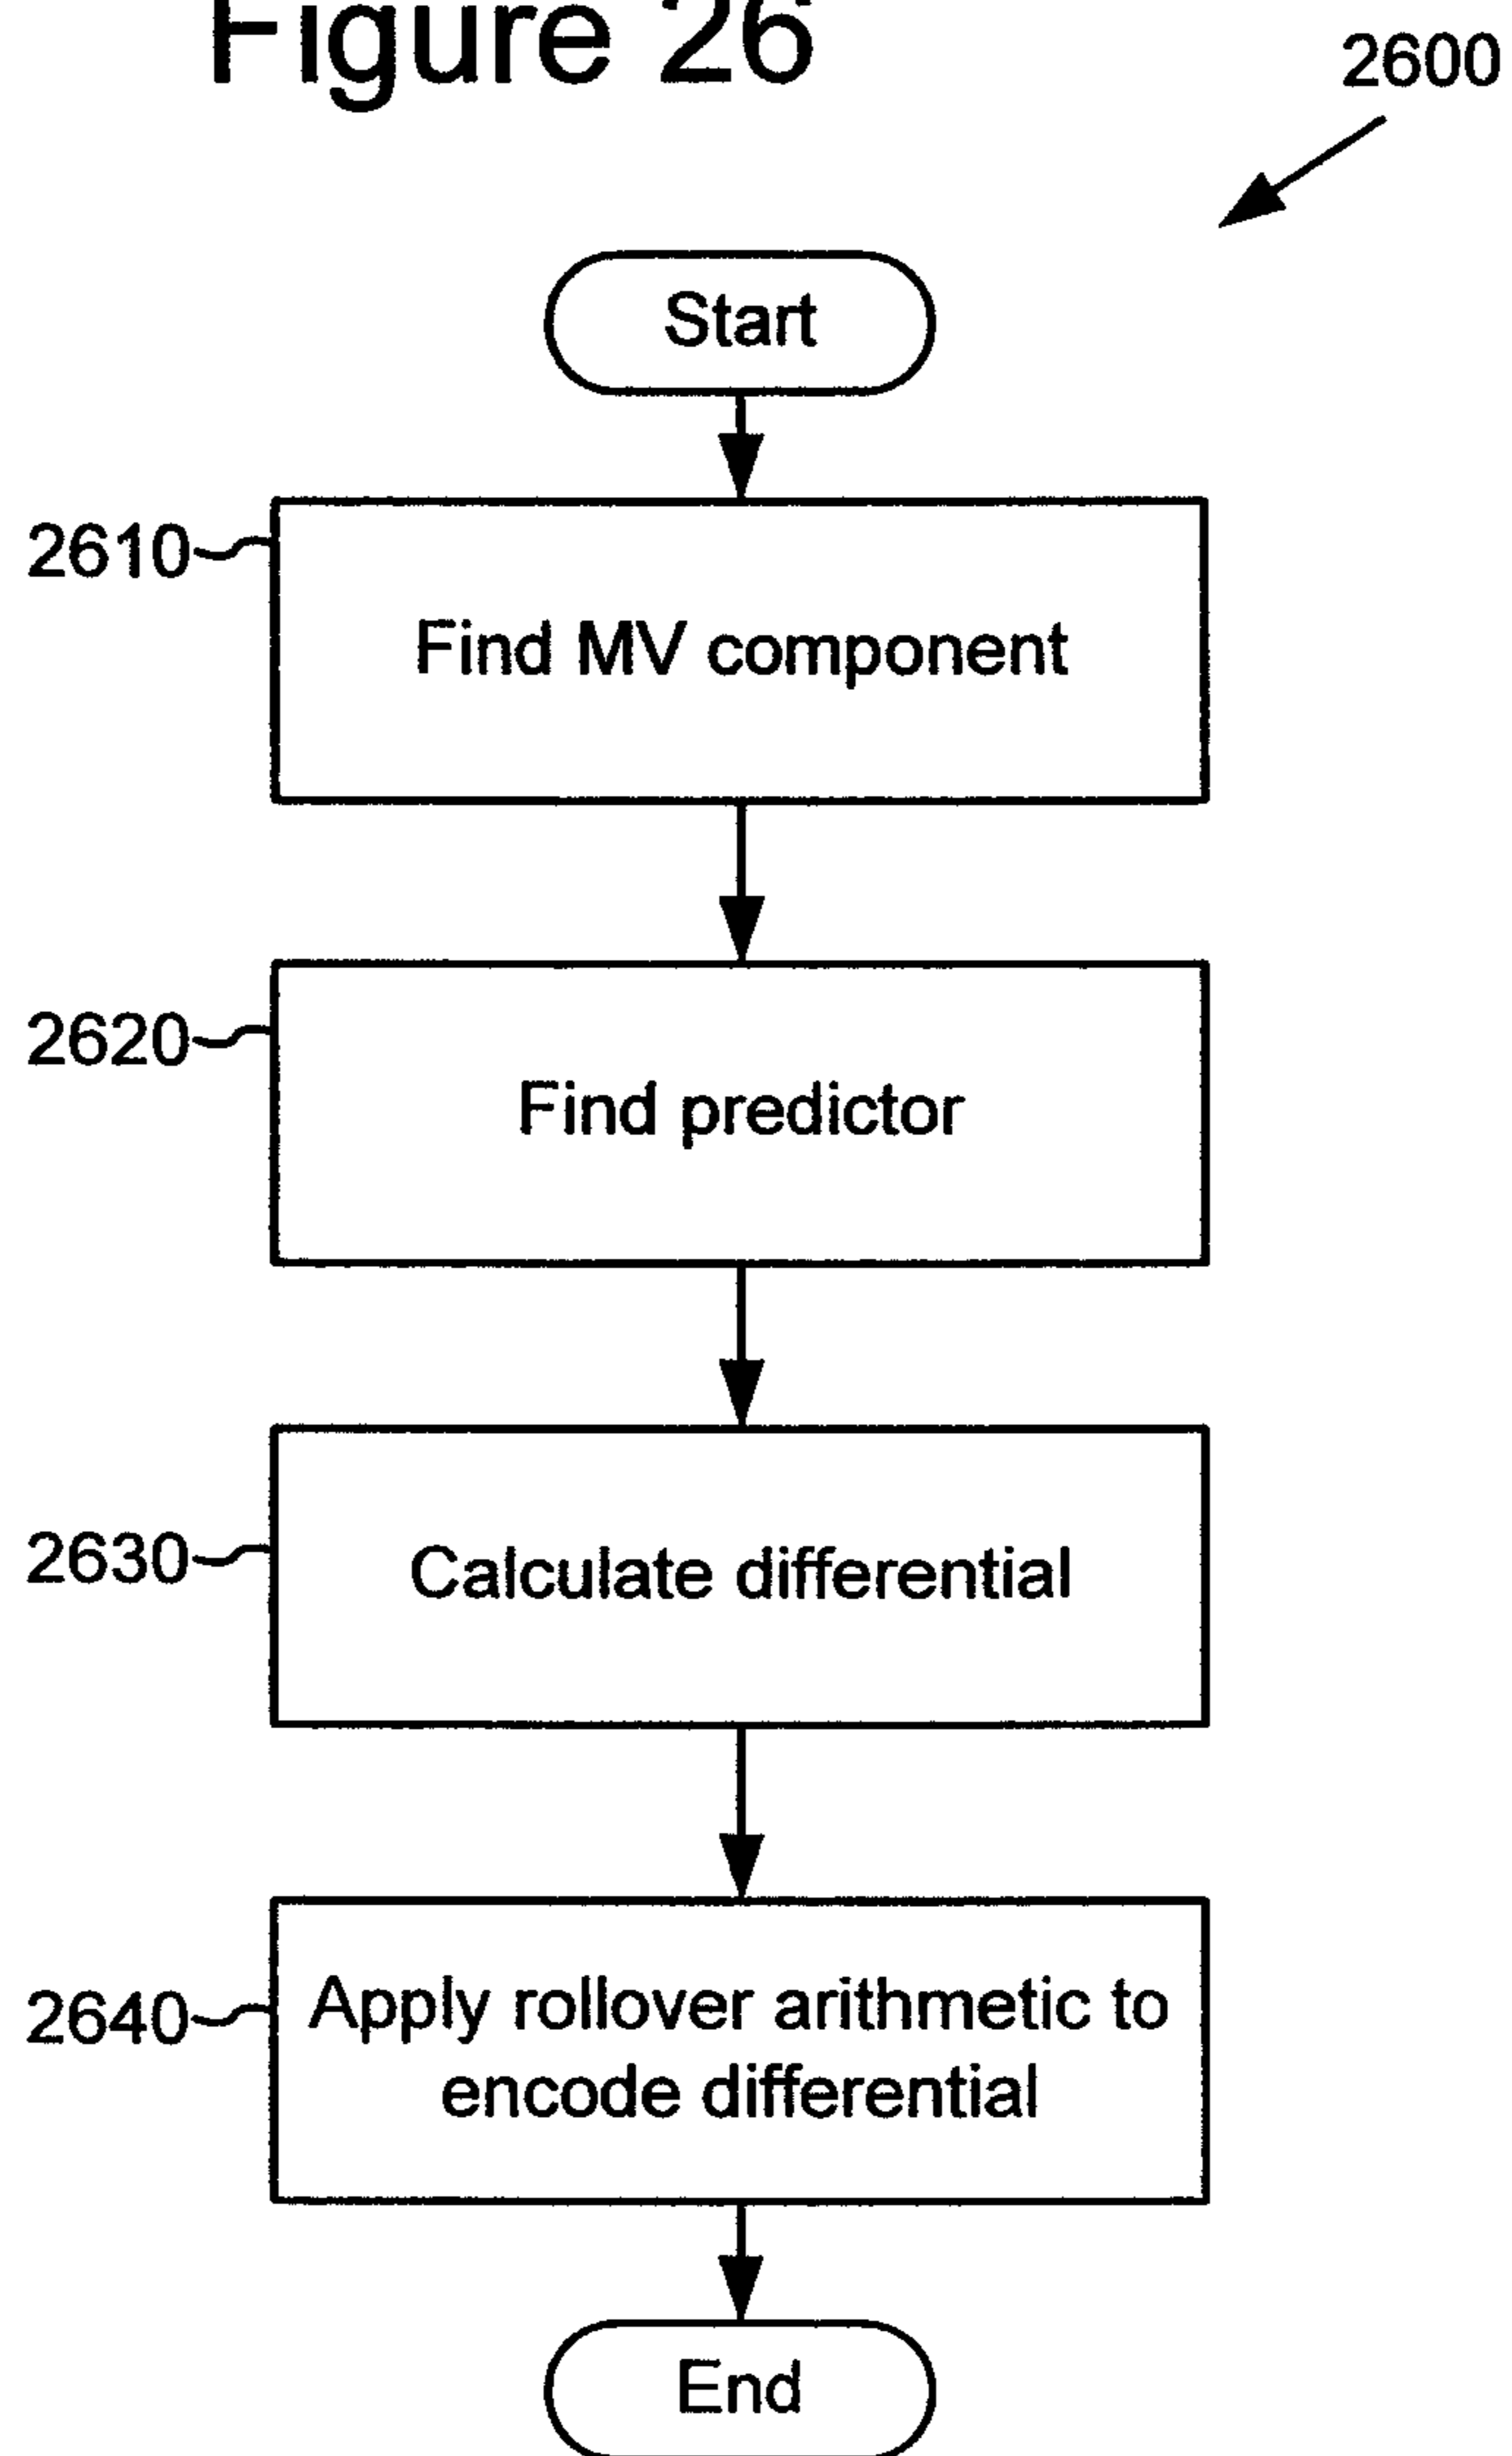 Figure 26
2600
Start
2610
Find MV component
2620
Find predictor
2630
Calculate differential
2640
Apply rollover arithmetic to
encode differential
End